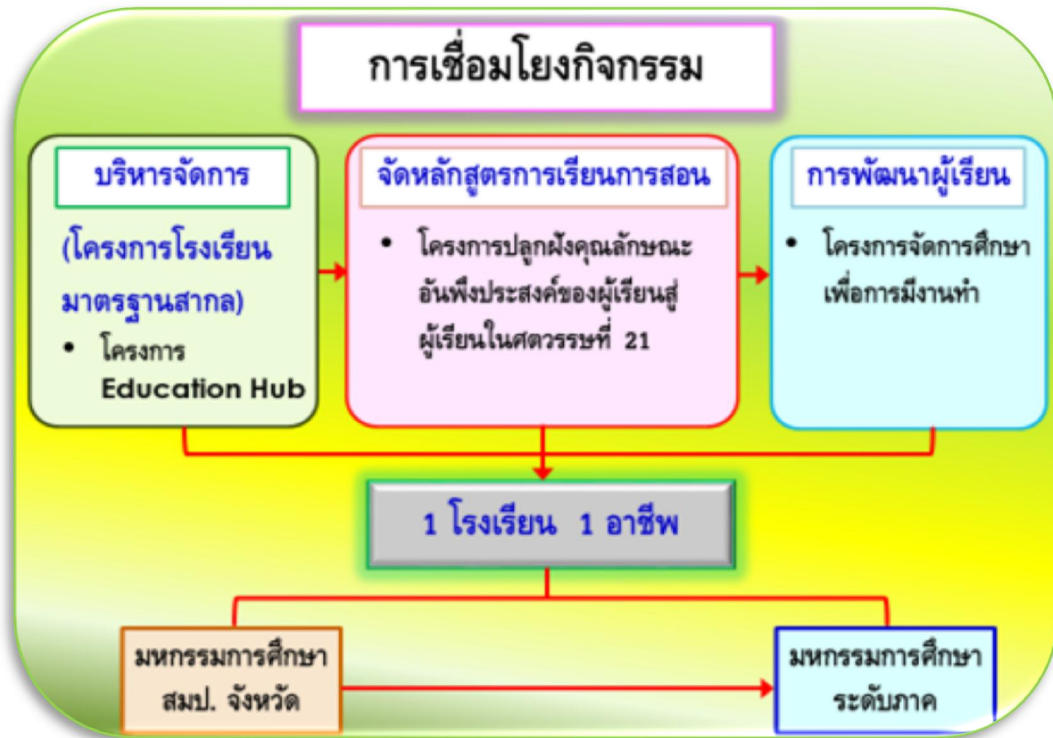 การเชื่อมโยงกิจกรรม
บริหารจัดการ
(โครงการโรงเรียน
มาตรฐานสากล)
• โครงการ
Education Hub
จัดหลักสูตรการเรียนการสอน
• โครงการปลูกฝังคุณลักษณะ
อันพึงประสงค์ของผู้เรียนสู่
ผู้เรียนในศตวรรษที่ 21
การพัฒนาผู้เรียน
• โครงการจัดการศึกษา
เพื่อการมีงานทำ
1 โรงเรียน 1 อาชีพ
มหกรรมการศึกษา
สมป. จังหวัด
มหกรรมการศึกษา
ระดับภาค